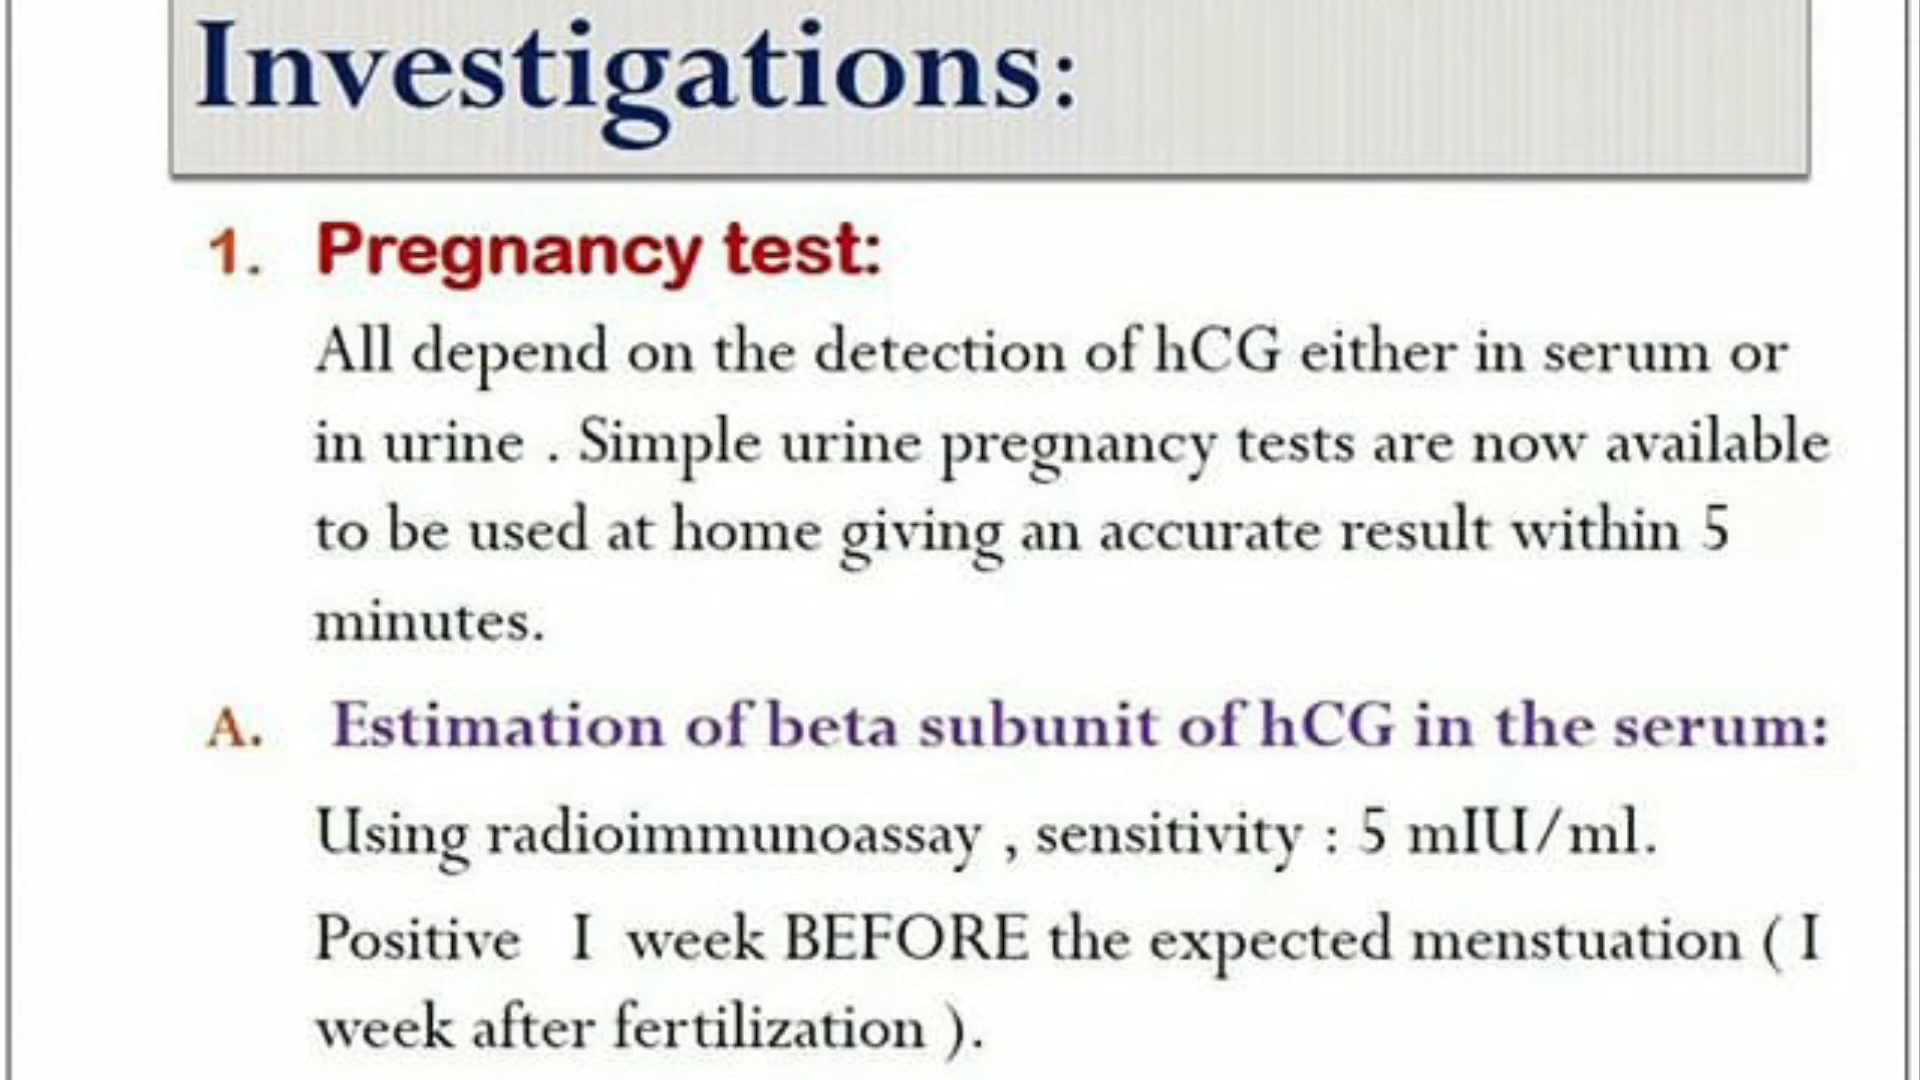 Investigations:
1. Pregnancy test:
All depend on the detection of hCG either in serum or
in urine . Simple urine pregnancy tests are now available
to be used at home giving an accurate result within 5
minutes.
A. Estimation of beta subunit of hCG in the serum:
Using radioimmunoassay , sensitivity : 5 mIU/ml.
Positive I week BEFORE the expected menstuation ( I
week after fertilization ).